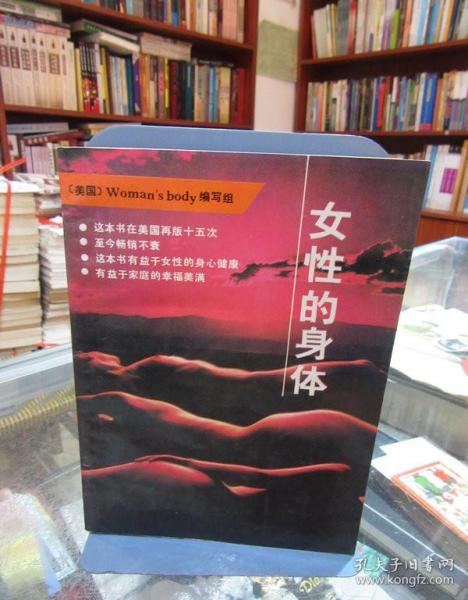 〔美国〕Woman's body 编写组
● 这本书在美国再版十五次
● 至今畅销不衰
● 这本书有益于女性的身心健康
● 有益于家庭的幸福美满
女性的身体
孔夫子旧书网
www.kongfz.com